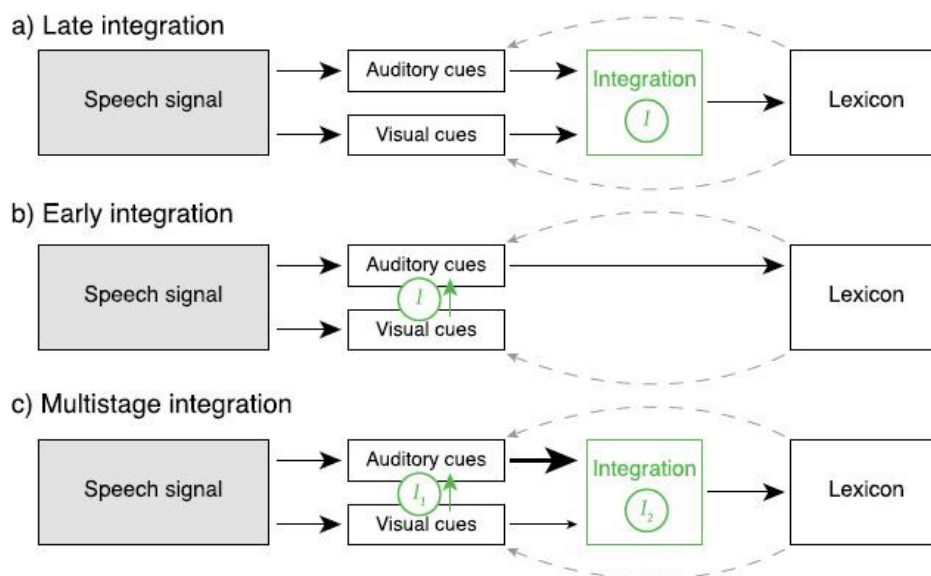 a) Late integration
Speech signal
Auditory cues
Visual cues
Integration
I
Lexicon
b) Early integration
Speech signal
Auditory cues
I
Visual cues
Lexicon
c) Multistage integration
Speech signal
Auditory cues
I₁
Visual cues
Integration
I₂
Lexicon